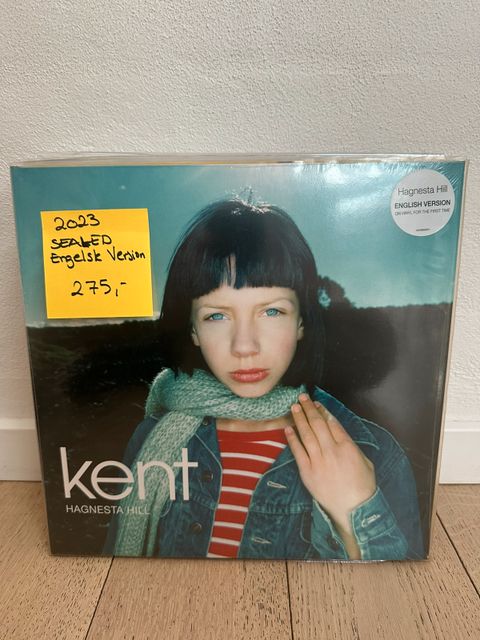 2023
SEALED
Engelsk Version
275,-
Hagnesta Hill
ENGLISH VERSION
ON VINYL FOR THE FIRST TIME
kent
HAGNESTA HILL